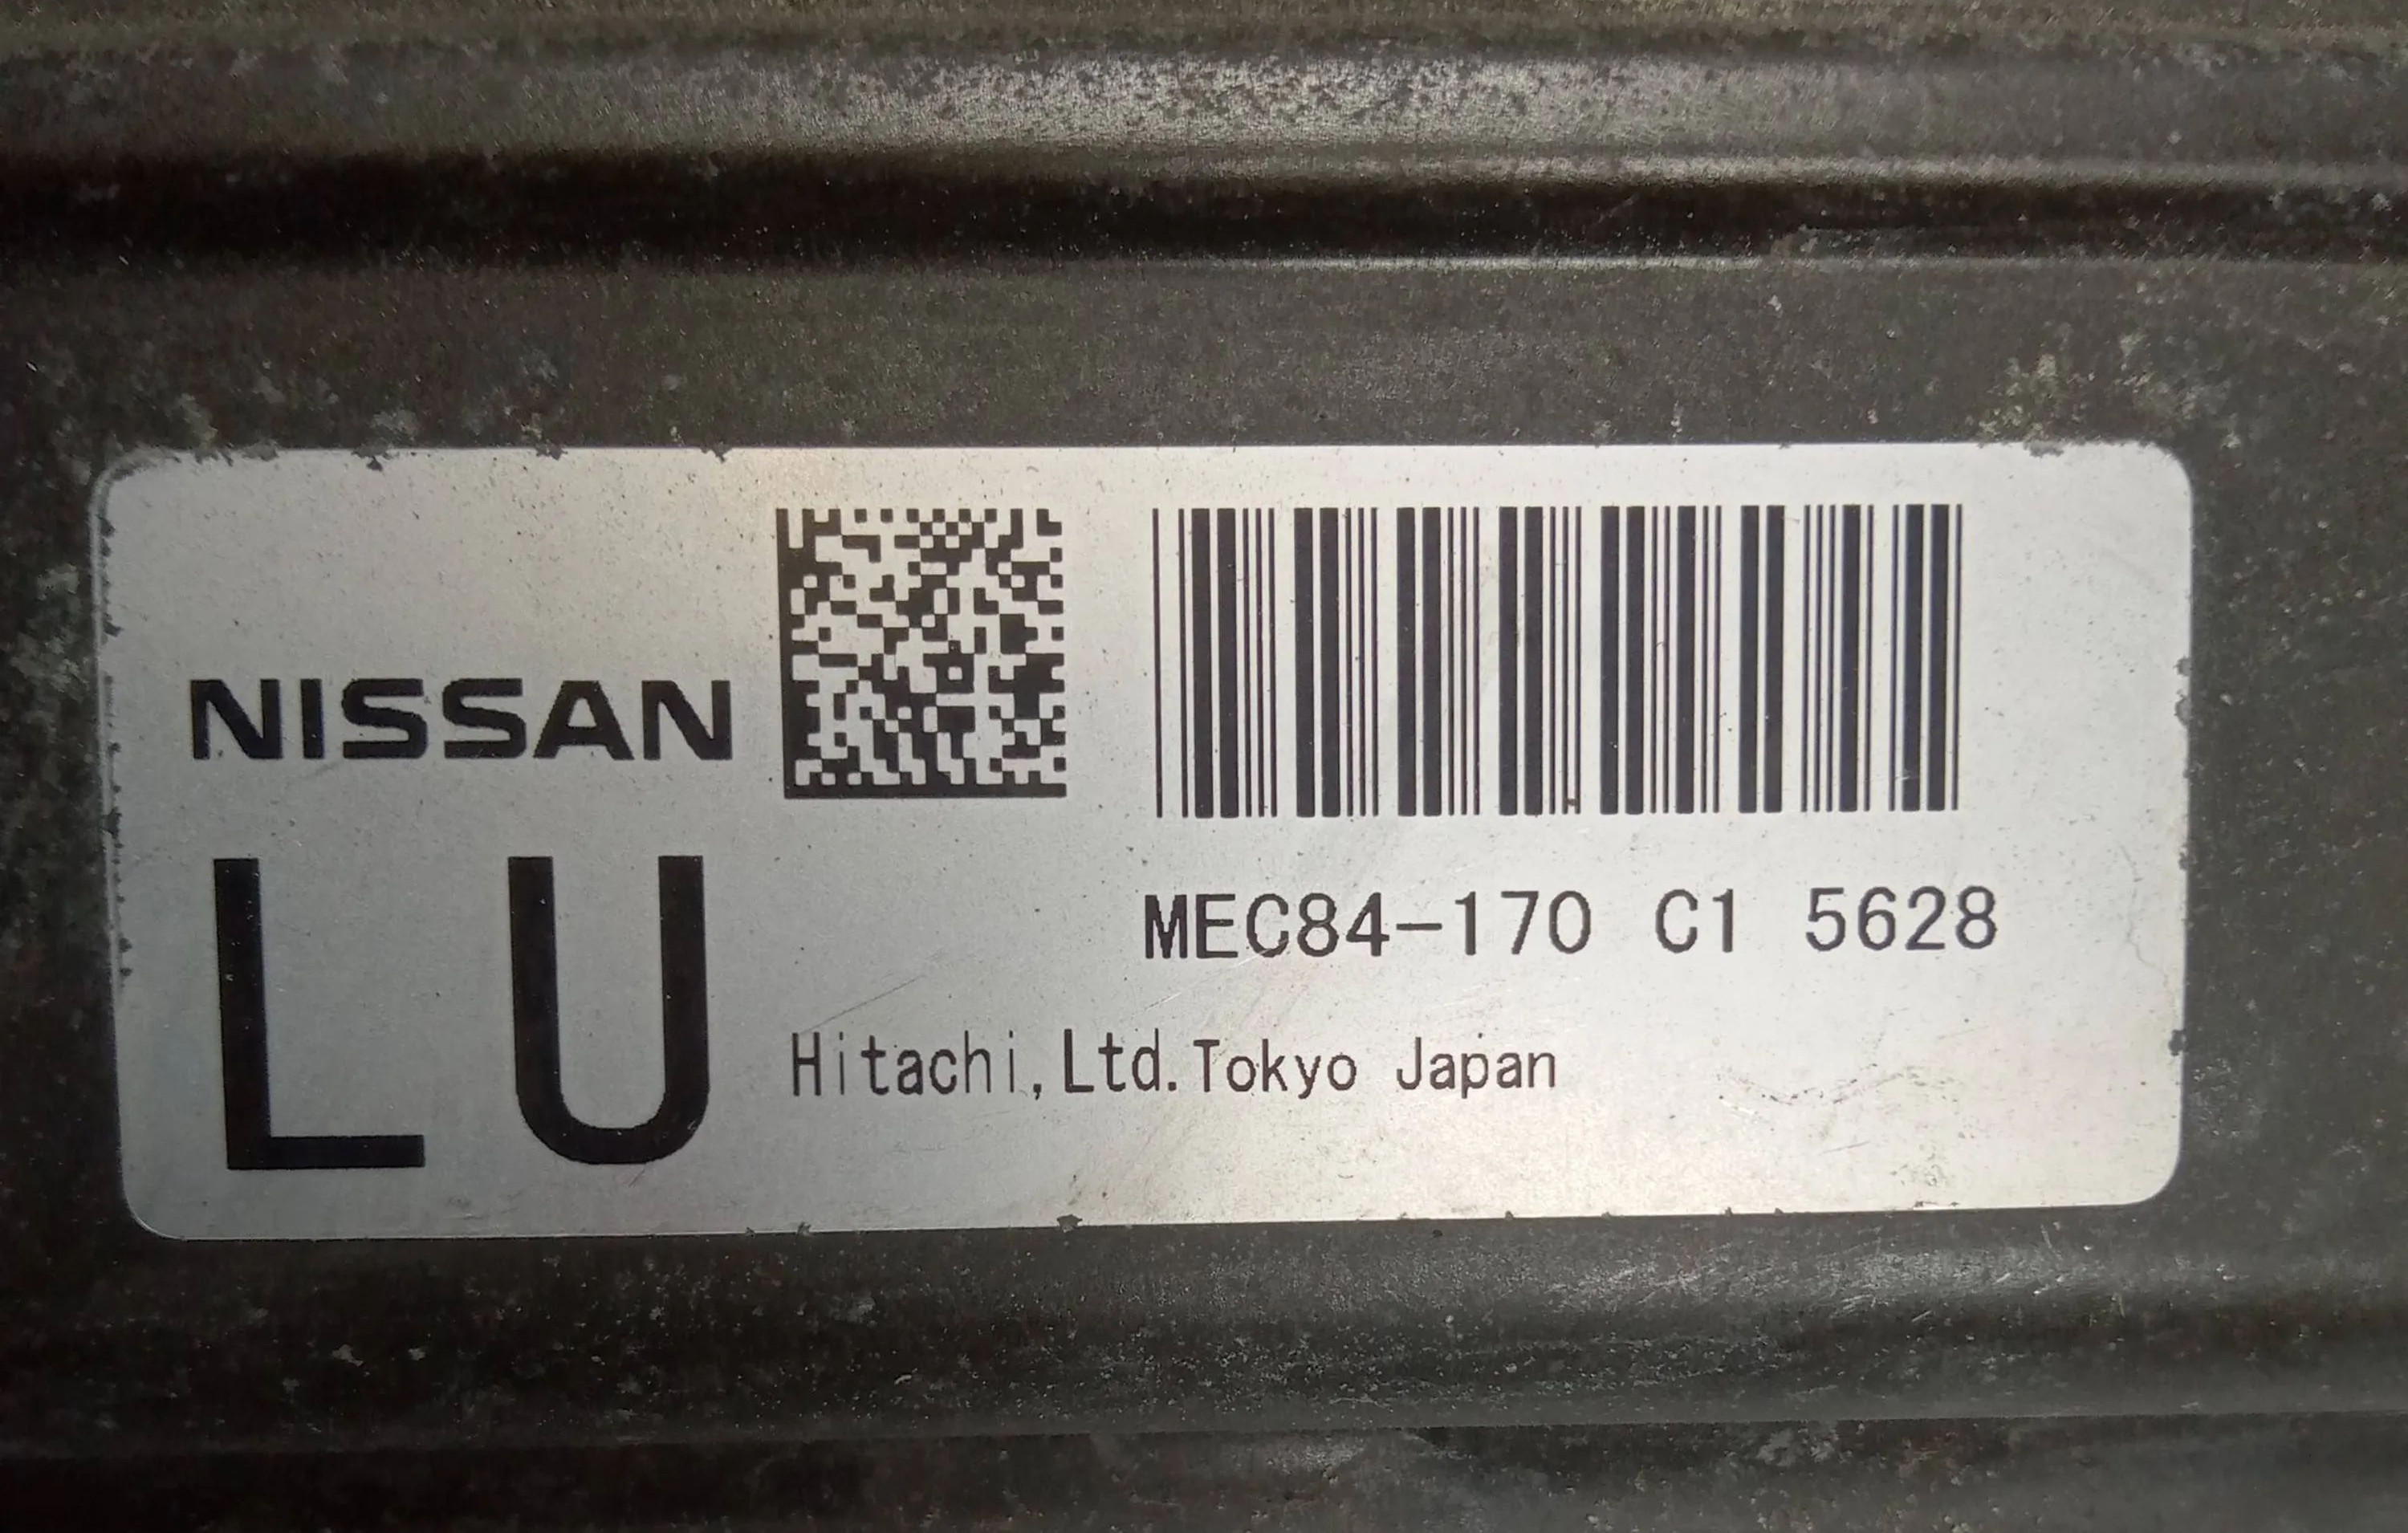 NISSAN
LU
MEC84-170 C1 5628
Hitachi,Ltd.Tokyo Japan